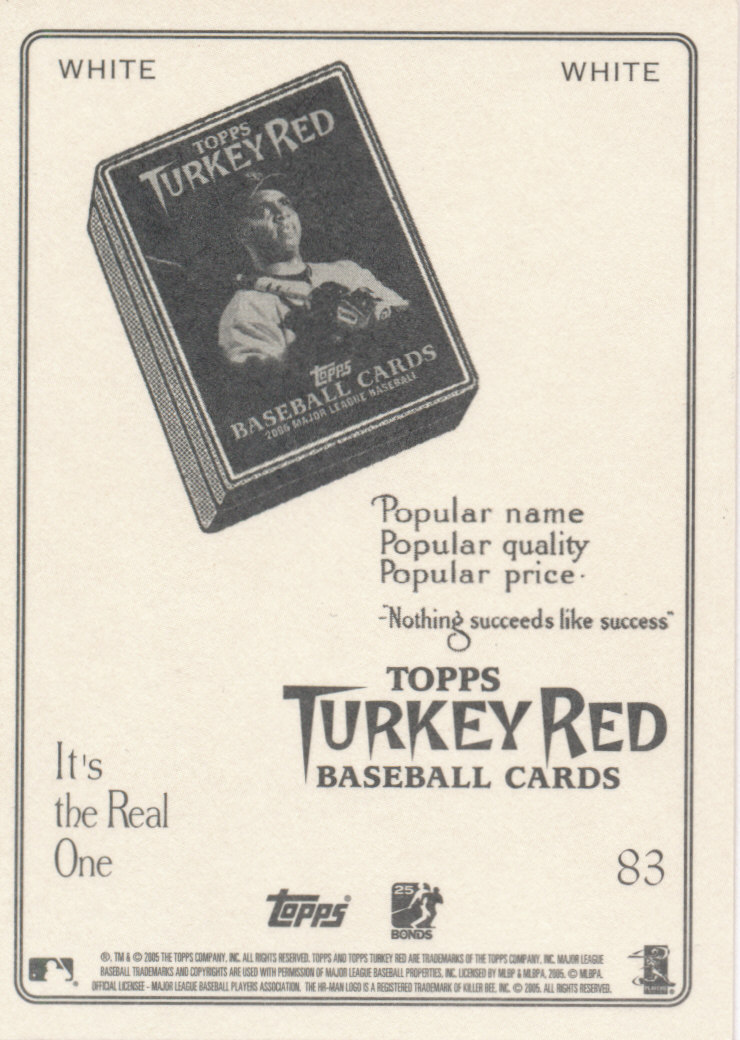 WHITE
WHITE
TOPPS
TURKEY RED
Topps
BASEBALL CARDS
2005 MAJOR LEAGUE BASEBALL
Popular name
Popular quality
Popular price.
"Nothing succeeds like success"
TOPPS
TURKEY RED
BASEBALL CARDS
It's
the Real
One
83
Topps®
25
BONDS
®, TM & © 2005 THE TOPPS COMPANY, INC. ALL RIGHTS RESERVED. TOPPS AND TOPPS TURKEY RED ARE TRADEMARKS OF THE TOPPS COMPANY, INC. MAJOR LEAGUE
BASEBALL TRADEMARKS AND COPYRIGHTS ARE USED WITH PERMISSION OF MAJOR LEAGUE BASEBALL PROPERTIES, INC. LICENSED BY MLBP & MLBPA, 2005. © MLBPA.
OFFICIAL LICENSEE - MAJOR LEAGUE BASEBALL PLAYERS ASSOCIATION. THE HR-MAN LOGO IS A REGISTERED TRADEMARK OF KILLER BEE, INC. © 2005. ALL RIGHTS RESERVED.
PLAYERS